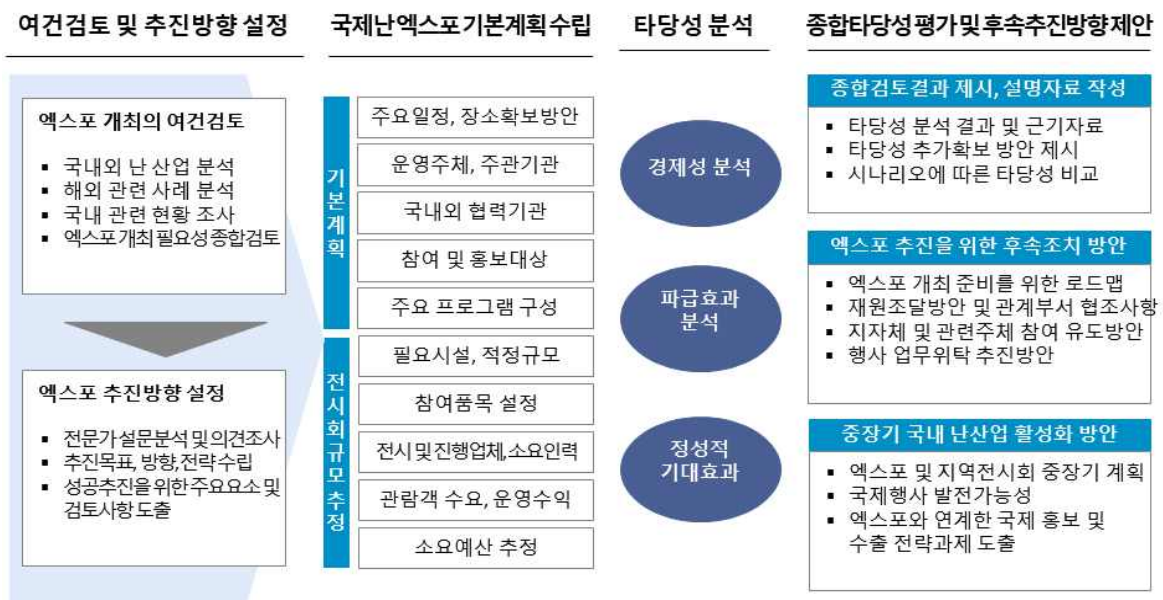 여건검토 및 추진방향 설정
엑스포 개최의 여건검토
▪ 국내외 난 산업 분석
▪ 해외 관련 사례 분석
▪ 국내 관련 현황 조사
▪ 엑스포 개최 필요성 종합검토
엑스포 추진방향 설정
▪ 전문가 설문분석 및 의견조사
▪ 추진목표, 방향, 전략 수립
▪ 성공추진을 위한 주요요소 및
검토사항 도출
국제난엑스포 기본계획 수립
기본계획
주요일정, 장소확보방안
운영주체, 주관기관
국내외 협력기관
참여 및 홍보대상
주요 프로그램 구성
전시회규모 추정
필요시설, 적정규모
참여품목 설정
전시 및 진행업체, 소요인력
관람객 수요, 운영수익
소요예산 추정
타당성 분석
경제성 분석
파급효과
분석
정성적
기대효과
종합타당성 평가 및 후속추진방향 제안
종합검토결과 제시, 설명자료 작성
▪ 타당성 분석 결과 및 근기자료
▪ 타당성 추가확보 방안 제시
▪ 시나리오에 따른 타당성 비교
엑스포 추진을 위한 후속조치 방안
▪ 엑스포 개최 준비를 위한 로드맵
▪ 재원조달방안 및 관계부서 협조사항
▪ 지자체 및 관련주체 참여 유도방안
▪ 행사 업무위탁 추진방안
중장기 국내 난산업 활성화 방안
▪ 엑스포 및 지역전시회 중장기 계획
▪ 국제행사 발전가능성
▪ 엑스포와 연계한 국제 홍보 및
수출 전략과제 도출